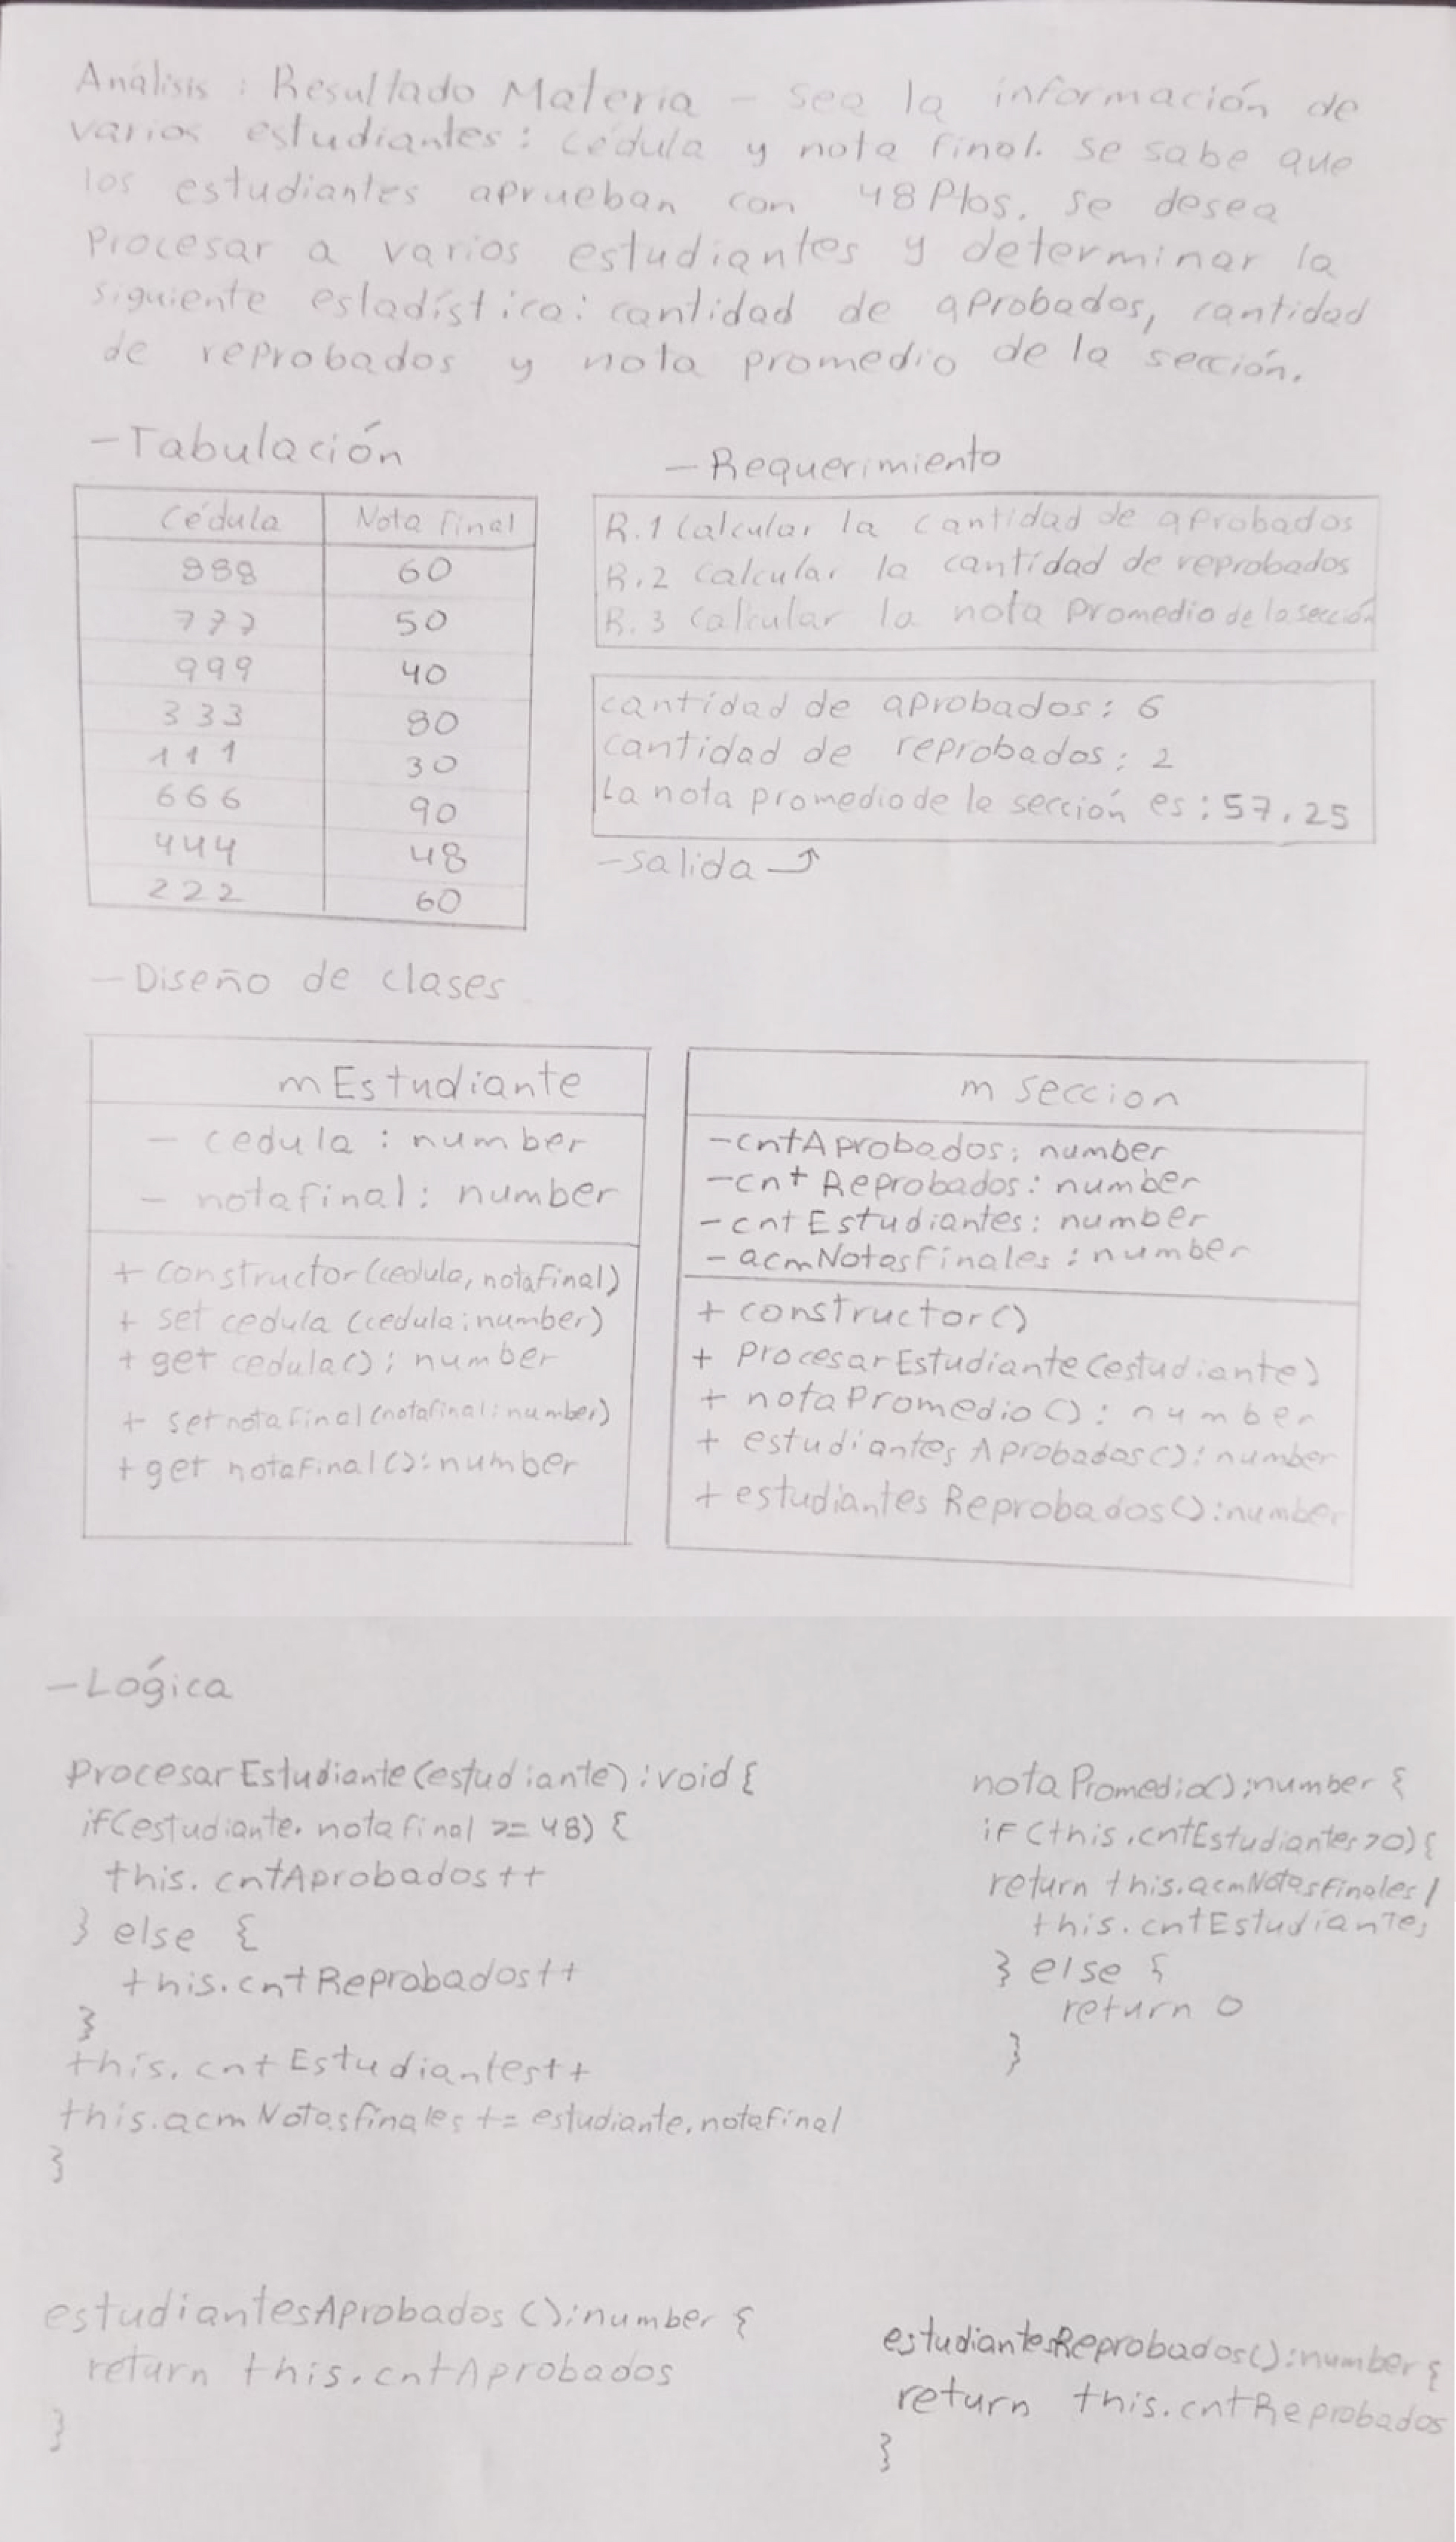 Análisis : Resultado Materia - sea la información de
varios estudiantes : cédula y nota final. se sabe que
los estudiantes aprueban con 48 Ptos. se desea
Procesar a varios estudiantes y determinar la
siguiente estadística: cantidad de aprobados, cantidad
de reprobados y nota promedio de la sección.
- Tabulación
- Requerimiento
Cédula Nota final
888 60
777 50
999 40
333 80
111 30
666 90
444 48
222 60
R.1 Calcular la cantidad de aprobados
R.2 calcular la cantidad de reprobados
R.3 calcular la nota promedio de la sección
cantidad de aprobados: 6
cantidad de reprobados: 2
La nota promedio de la sección es: 57.25
- salida
- Diseño de clases
mEstudiante
- cedula : number
- notafinal: number
+ constructor(cedula, notafinal)
+ set cedula (cedula:number)
+ get cedula(): number
+ set notafinal (notafinal: number)
+ get notafinal(): number
m seccion
-cntAprobados: number
-cntReprobados: number
-cntEstudiantes: number
-acmNotasfinales : number
+ constructor()
+ ProcesarEstudiante(estudiante)
+ notaPromedio(): number
+ estudiantesAprobados(): number
+ estudiantesReprobados():number
- Lógica
ProcesarEstudiante(estudiante):void {
if(estudiante.notafinal >= 48) {
this.cntAprobados++
} else {
this.cntReprobados++
}
this.cntEstudiantes++
this.acmNotasfinales += estudiante.notafinal
}
notaPromedio():number {
if (this.cntEstudiantes>0){
return this.acmNotasfinales/
this.cntEstudiantes
} else {
return 0
}
estudiantesAprobados ():number {
return this.cntAprobados
}
estudiantesReprobados():number {
return this.cntReprobados
}